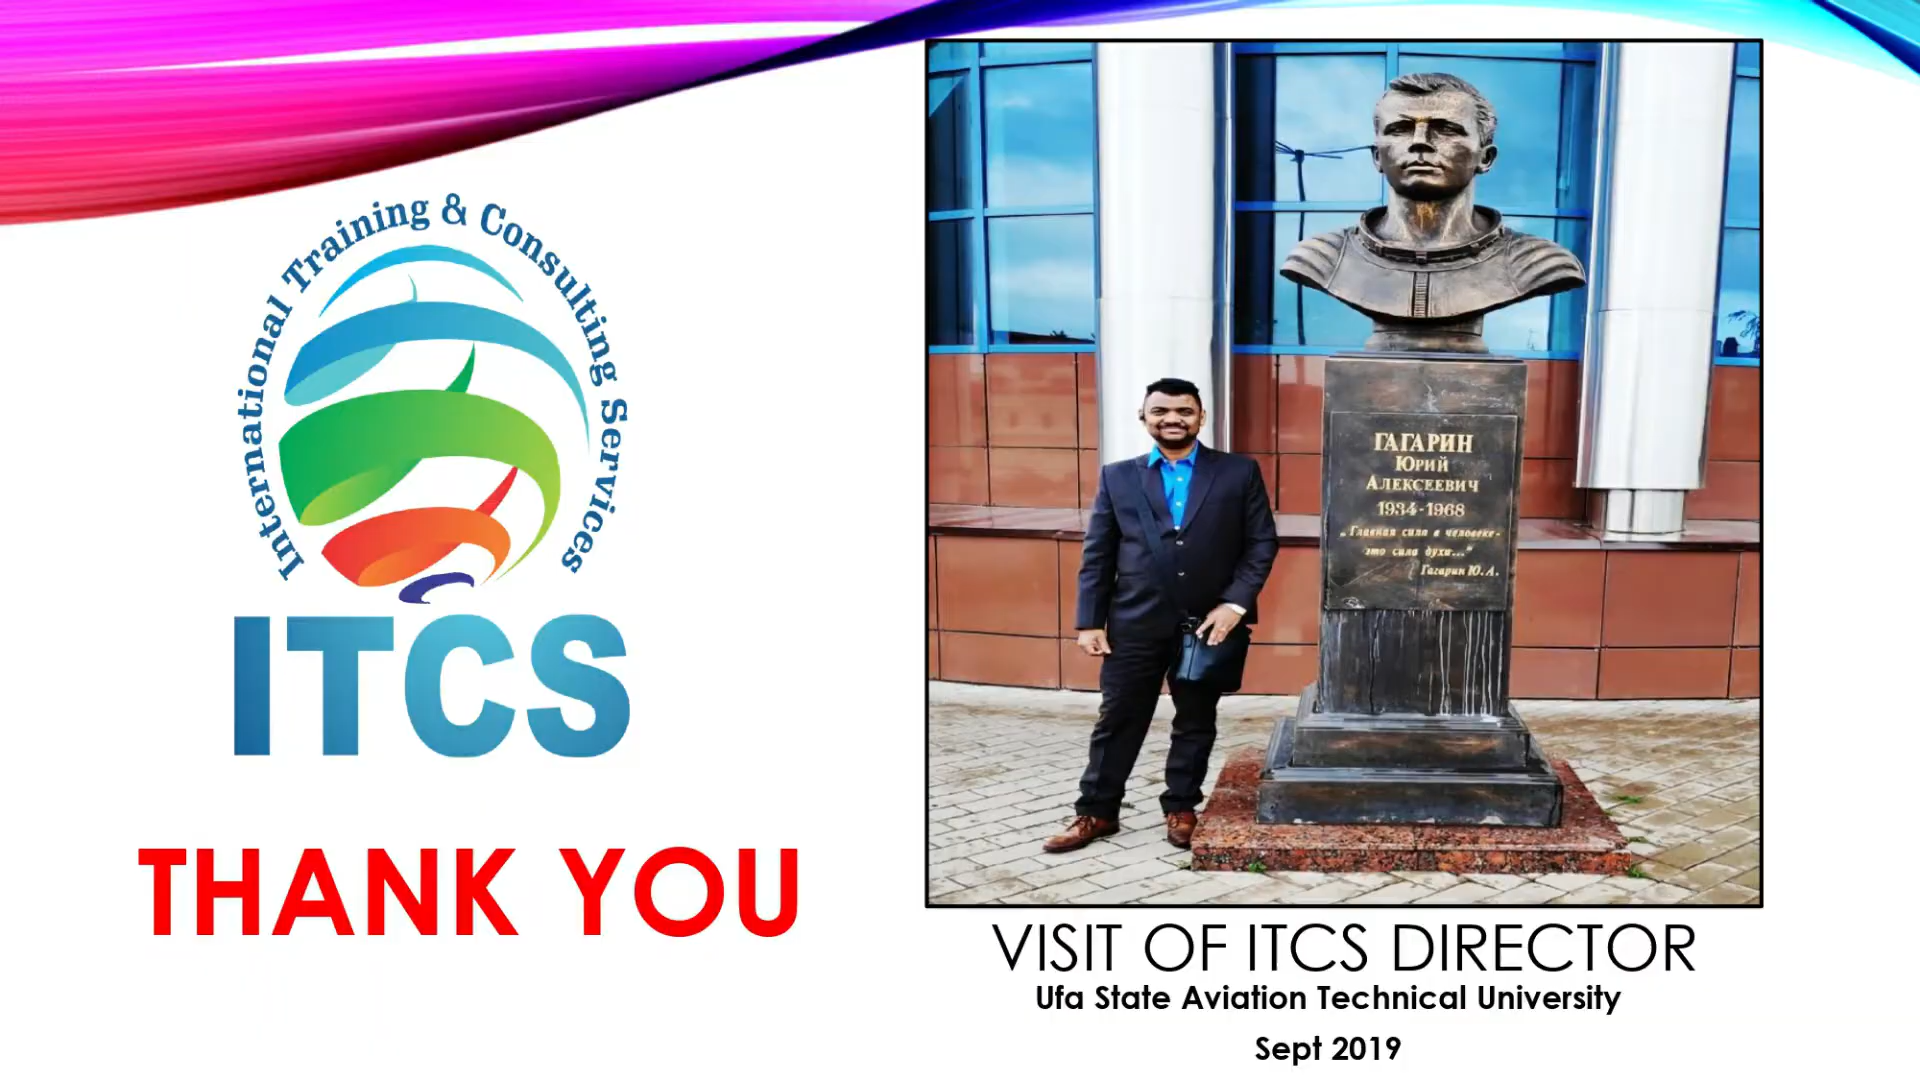 International Training & Consulting Services
ITCS
THANK YOU
ГАГАРИН
ЮРИЙ
АЛЕКСЕЕВИЧ
1934-1968
„Главная сила в человеке-
это сила духа..."
Гагарин Ю.А.
VISIT OF ITCS DIRECTOR
Ufa State Aviation Technical University
Sept 2019